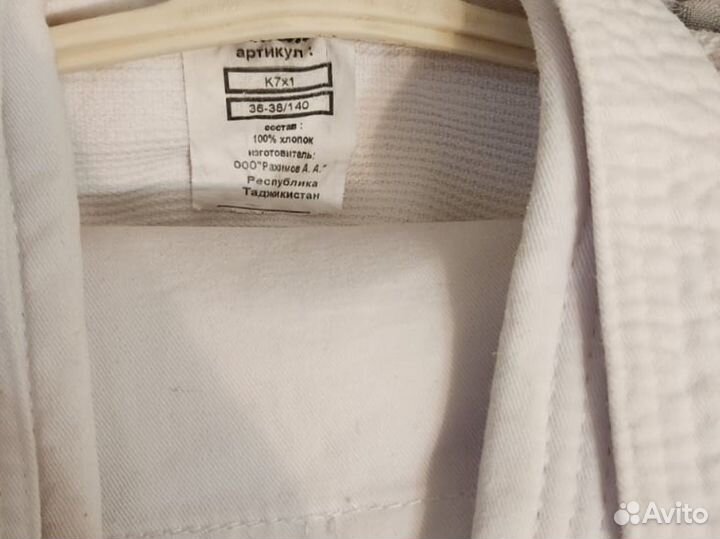 артикул :
К7х1
36-38/140
состав :
100% хлопок
изготовитель:
ООО"Рахимов А. А."
Республика
Таджикистан
Avito